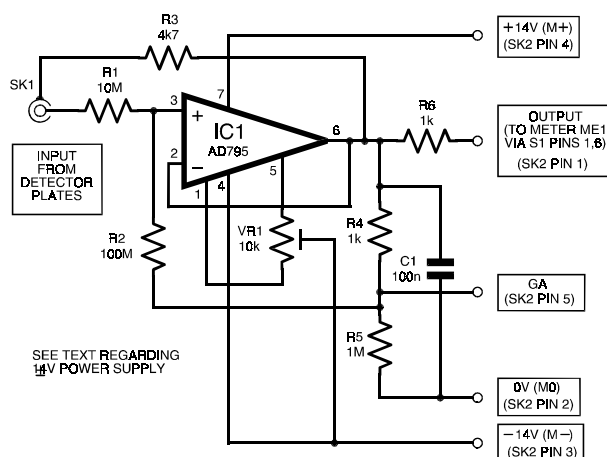 R3
4k7
+14V (M+)
(SK2 PIN 4)
SK1
R1
10M
7
3
+
IC1
AD795
6
R6
1k
OUTPUT
(TO METER ME1
VIA S1 PINS 1,6)
(SK2 PIN 1)
INPUT
FROM
DETECTOR
PLATES
2
−
1
4
5
R2
100M
VR1
10k
R4
1k
C1
100n
GA
(SK2 PIN 5)
R5
1M
SEE TEXT REGARDING
±14V POWER SUPPLY
0V (M0)
(SK2 PIN 2)
−14V (M−)
(SK2 PIN 3)